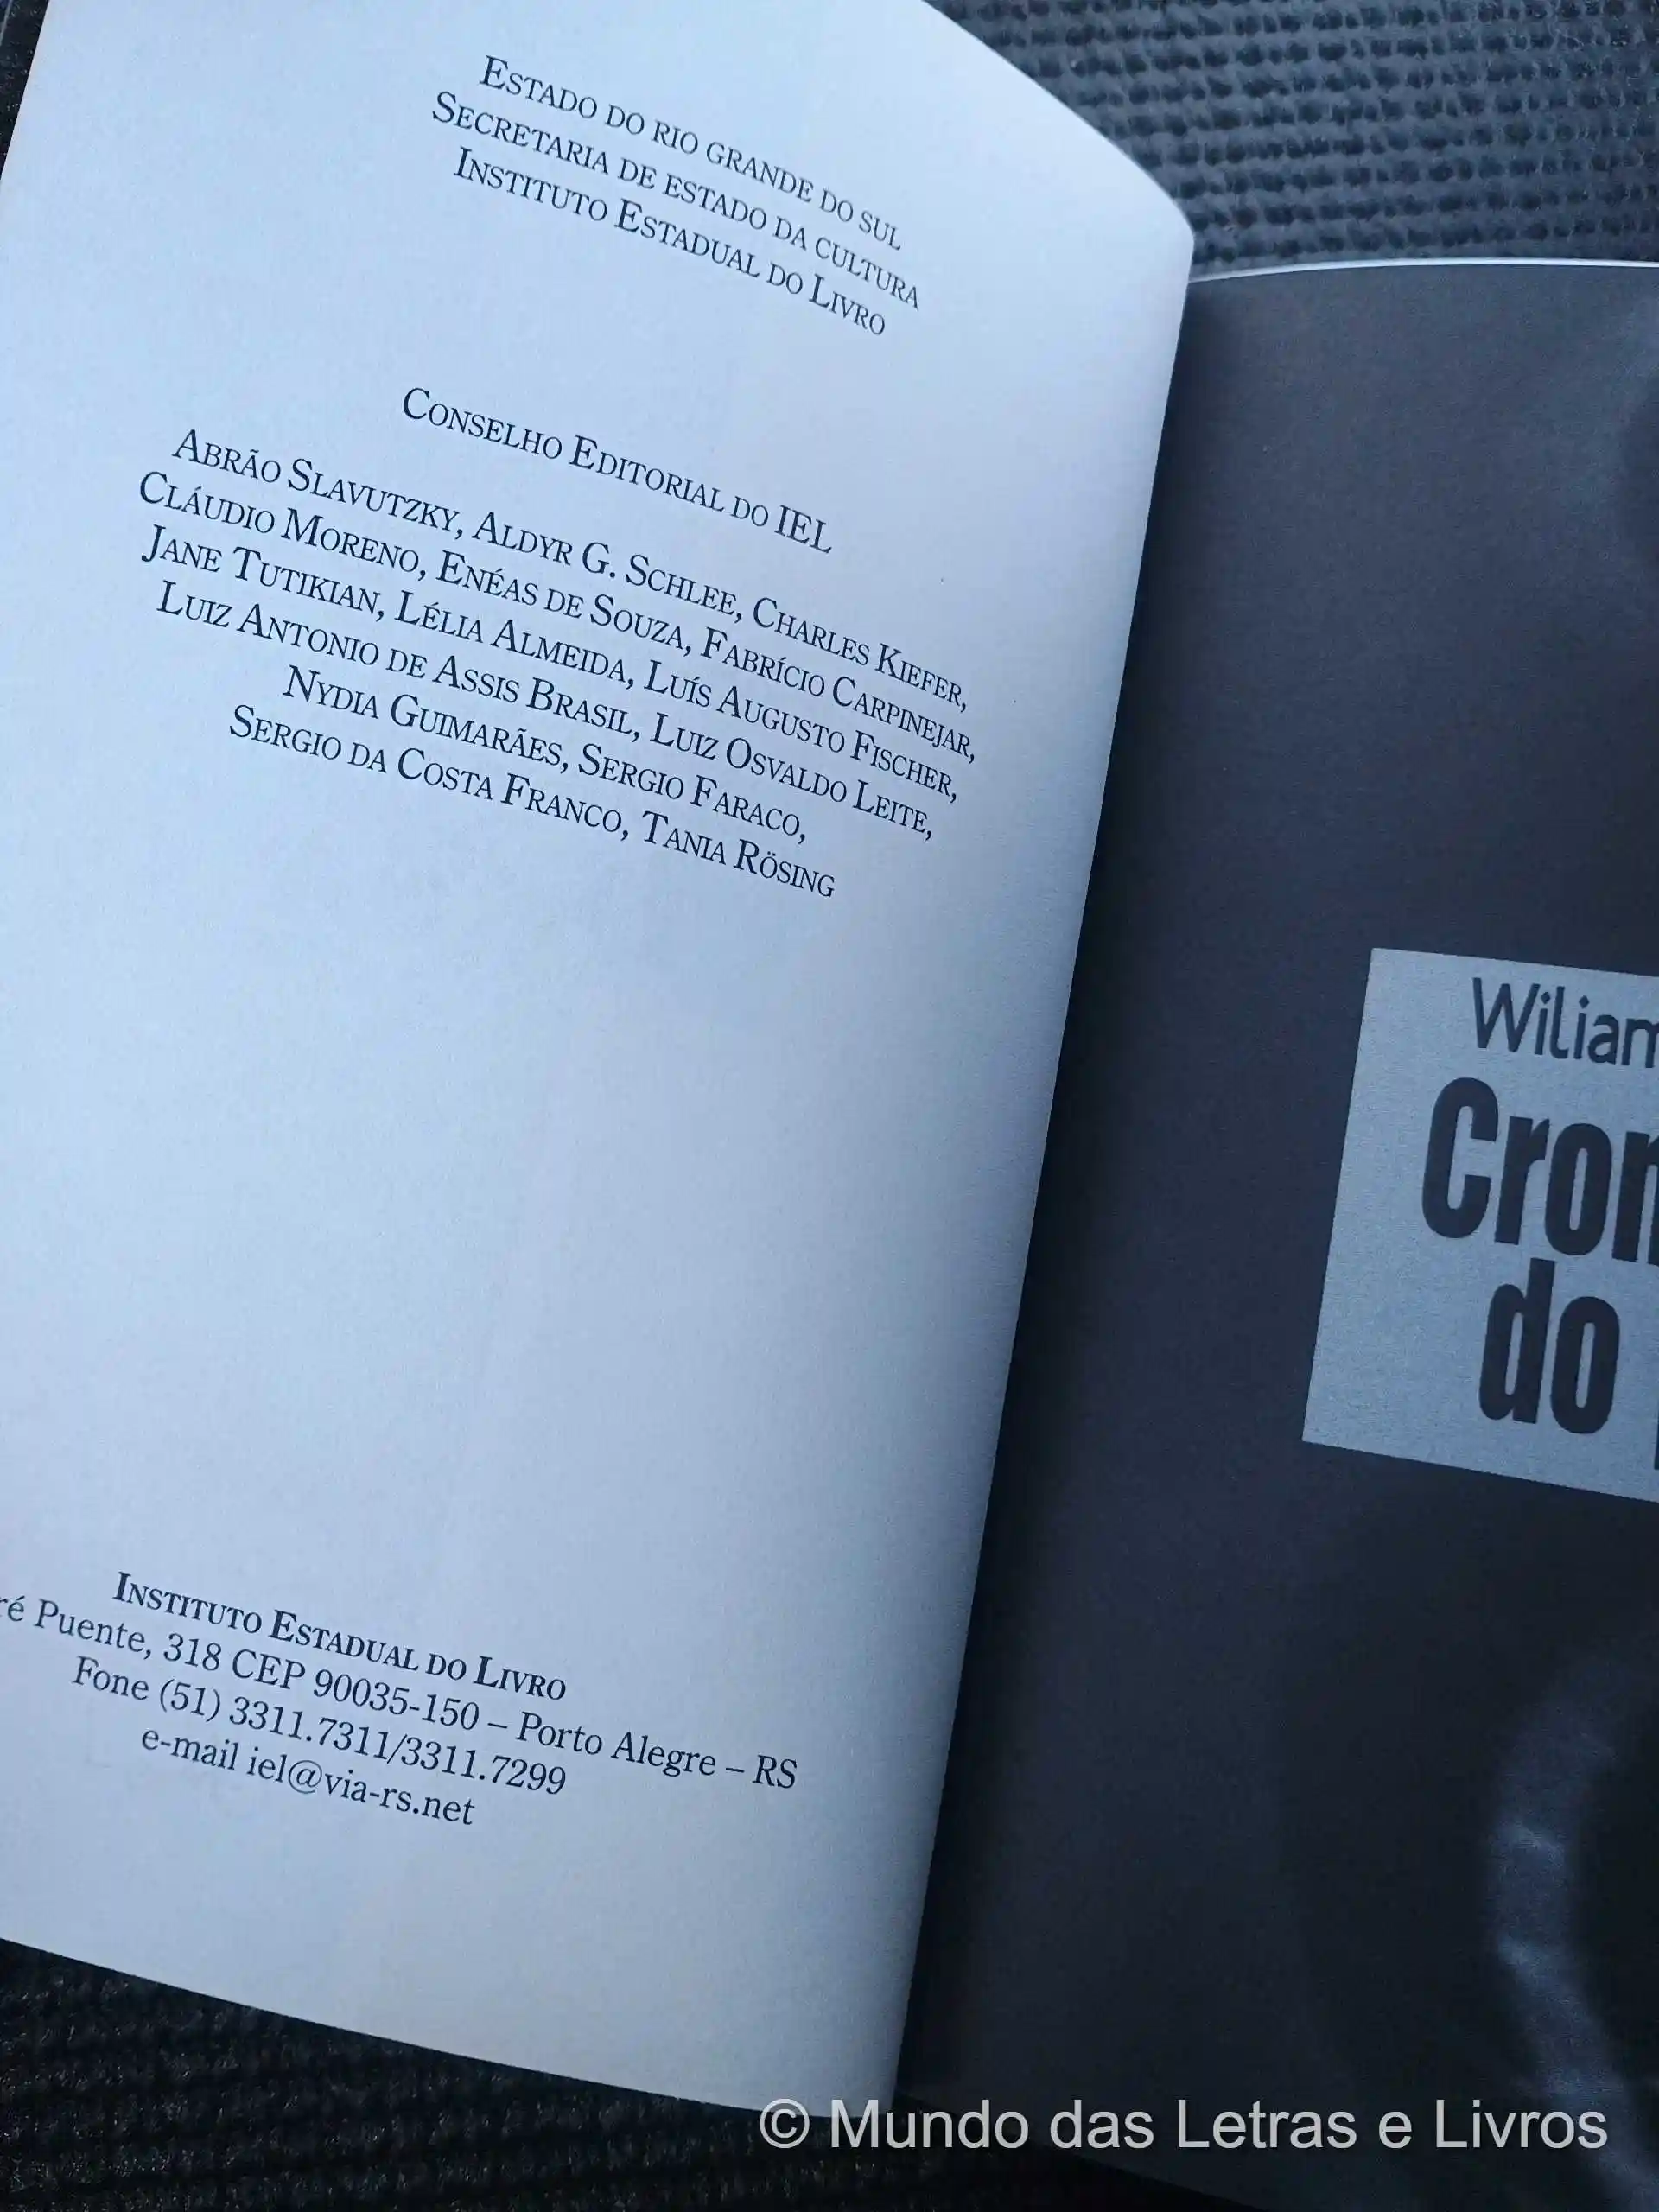 Estado do rio grande do sul
Secretaria de estado da cultura
Instituto Estadual do Livro
Conselho Editorial do IEL
Abrão Slavutzky, Aldyr G. Schlee, Charles Kiefer,
Cláudio Moreno, Enéas de Souza, Fabrício Carpinejar,
Jane Tutikian, Lélia Almeida, Luís Augusto Fischer,
Luiz Antonio de Assis Brasil, Luiz Osvaldo Leite,
Nydia Guimarães, Sergio Faraco,
Sergio da Costa Franco, Tania Rösing
Instituto Estadual do Livro
ré Puente, 318 CEP 90035-150 – Porto Alegre – RS
Fone (51) 3311.7311/3311.7299
e-mail iel@via-rs.net
Wiliam
Cron
do
© Mundo das Letras e Livros